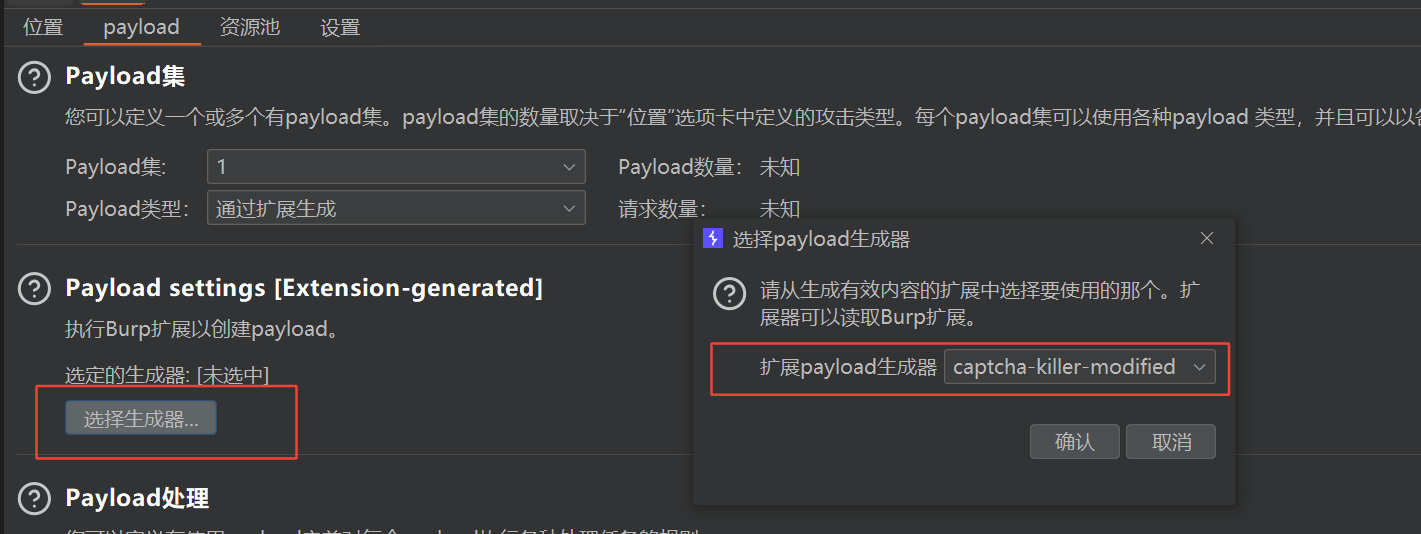 位置 payload 资源池 设置
Payload集
您可以定义一个或多个有payload集。payload集的数量取决于“位置”选项卡中定义的攻击类型。每个payload集可以使用各种payload 类型，并且可以以
Payload集: 1 Payload数量: 未知
Payload类型: 通过扩展生成 请求数量: 未知
选择payload生成器
Payload settings [Extension-generated]
请从生成有效内容的扩展中选择要使用的那个。扩
展器可以读取Burp扩展。
执行Burp扩展以创建payload。
扩展payload生成器 captcha-killer-modified
选定的生成器: [未选中]
选择生成器...
确认 取消
Payload处理